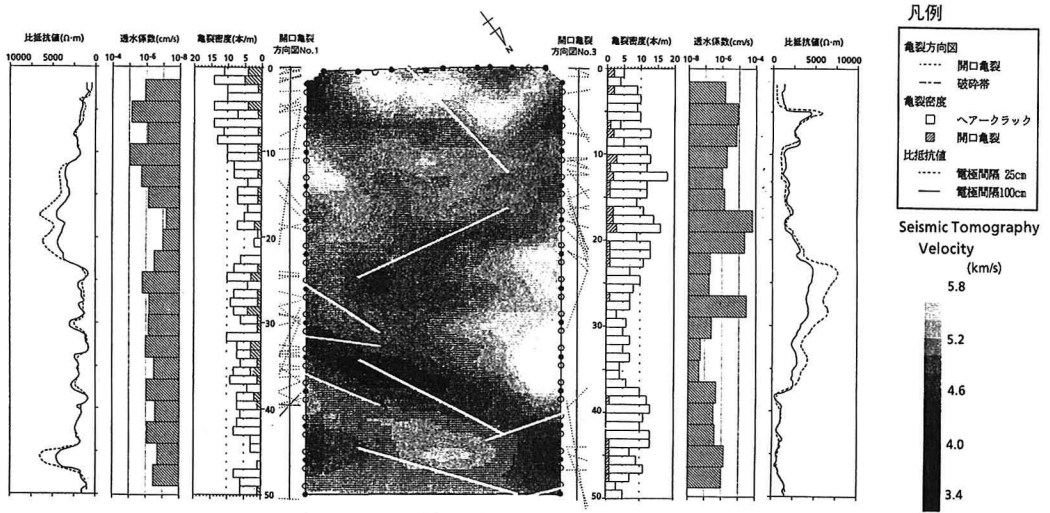 凡例
比抵抗値(Ω·m)
10000 5000 0
透水係数(cm/s)
10⁻⁴ 10⁻⁶ 10⁻⁸
亀裂密度(本/m)
20 15 10 5 0
開口亀裂
方向図No.1
N
開口亀裂
方向図No.3
亀裂密度(本/m)
0 5 10 15 20
透水係数(cm/s)
10⁻⁸ 10⁻⁶ 10⁻⁴
比抵抗値(Ω·m)
0 5000 10000
0
10
20
30
40
50
0
10
20
30
40
50
亀裂方向図
開口亀裂
破砕帯
亀裂密度
ヘアークラック
開口亀裂
比抵抗値
電極間隔 25cm
電極間隔100cm
Seismic Tomography
Velocity
(km/s)
5.8
5.2
4.6
4.0
3.4